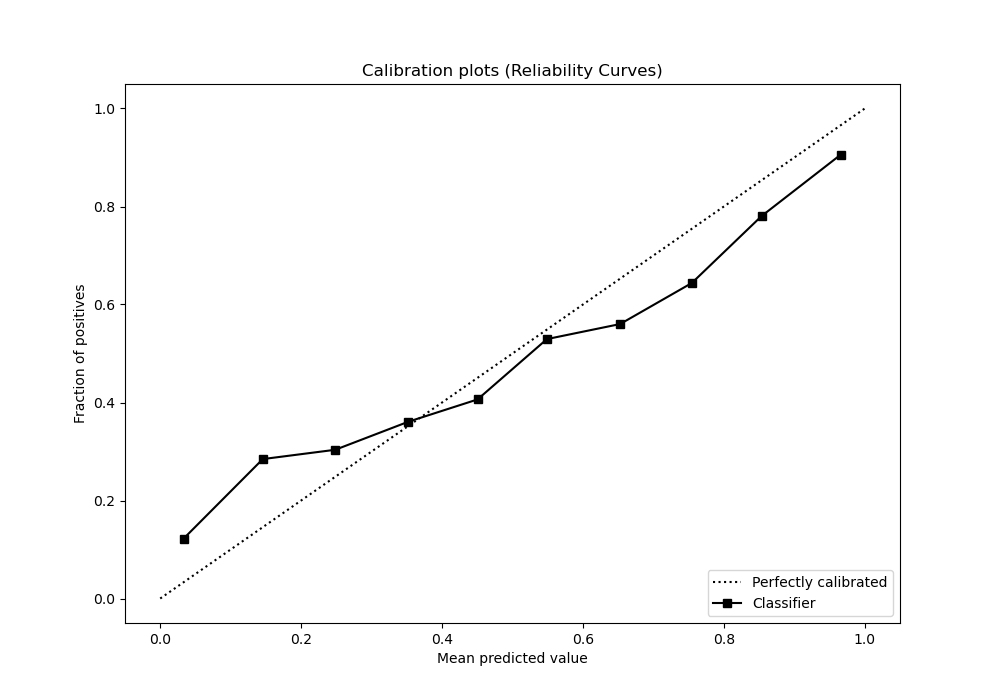 Calibration plots (Reliability Curves)
1.0
0.8
0.6
0.4
0.2
0.0
Fraction of positives
Perfectly calibrated
Classifier
0.0 0.2 0.4 0.6 0.8 1.0
Mean predicted value